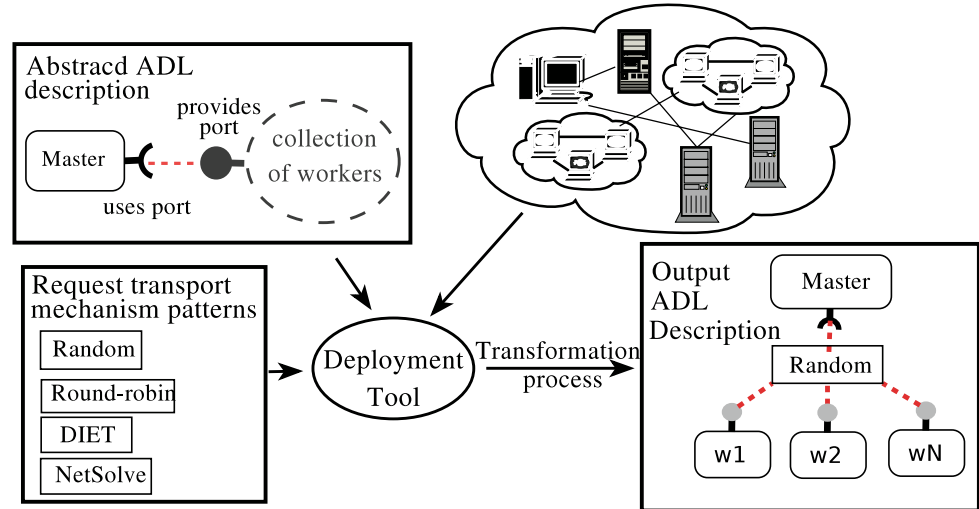 Abstracd ADL
description
provides
port
Master
collection
of workers
uses port
Request transport
mechanism patterns
Random
Round-robin
DIET
NetSolve
Deployment
Tool
Transformation
process
Output
ADL
Description
Master
Random
w1
w2
wN